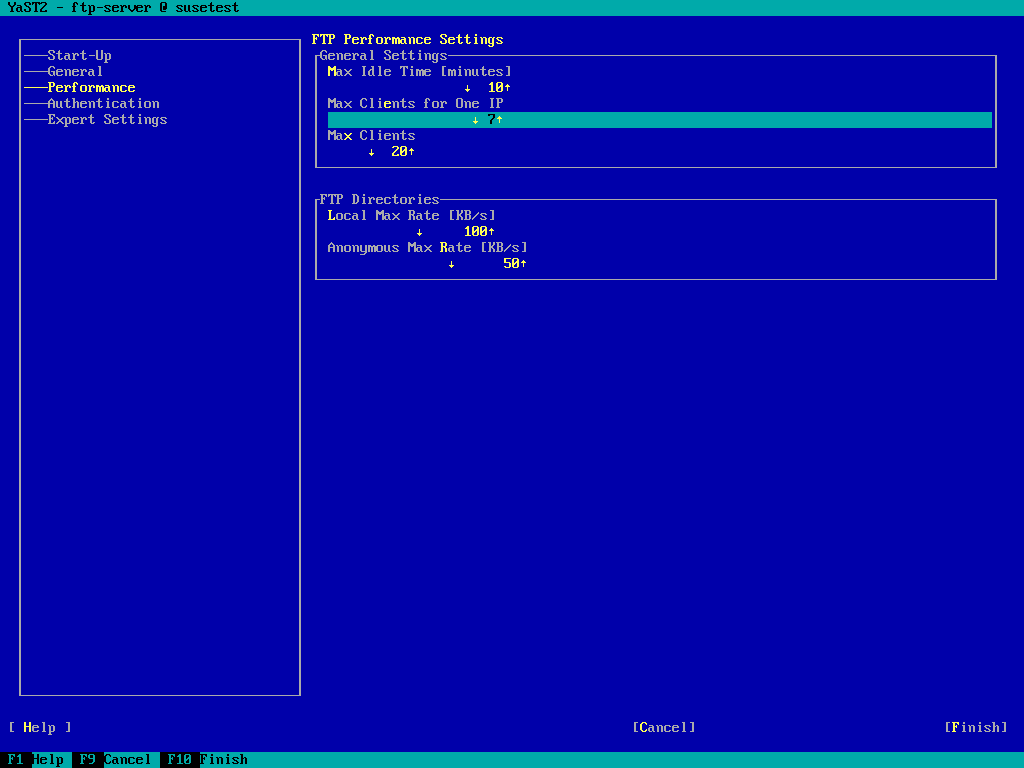 YaST2 - ftp-server @ susetest
Start-Up
General
Performance
Authentication
Expert Settings
FTP Performance Settings
General Settings
Max Idle Time [minutes]
↓ 10↑
Max Clients for One IP
↓ 7↑
Max Clients
↓ 20↑
FTP Directories
Local Max Rate [KB/s]
↓ 100↑
Anonymous Max Rate [KB/s]
↓ 50↑
[ Help ] [Cancel] [Finish]
F1 Help F9 Cancel F10 Finish